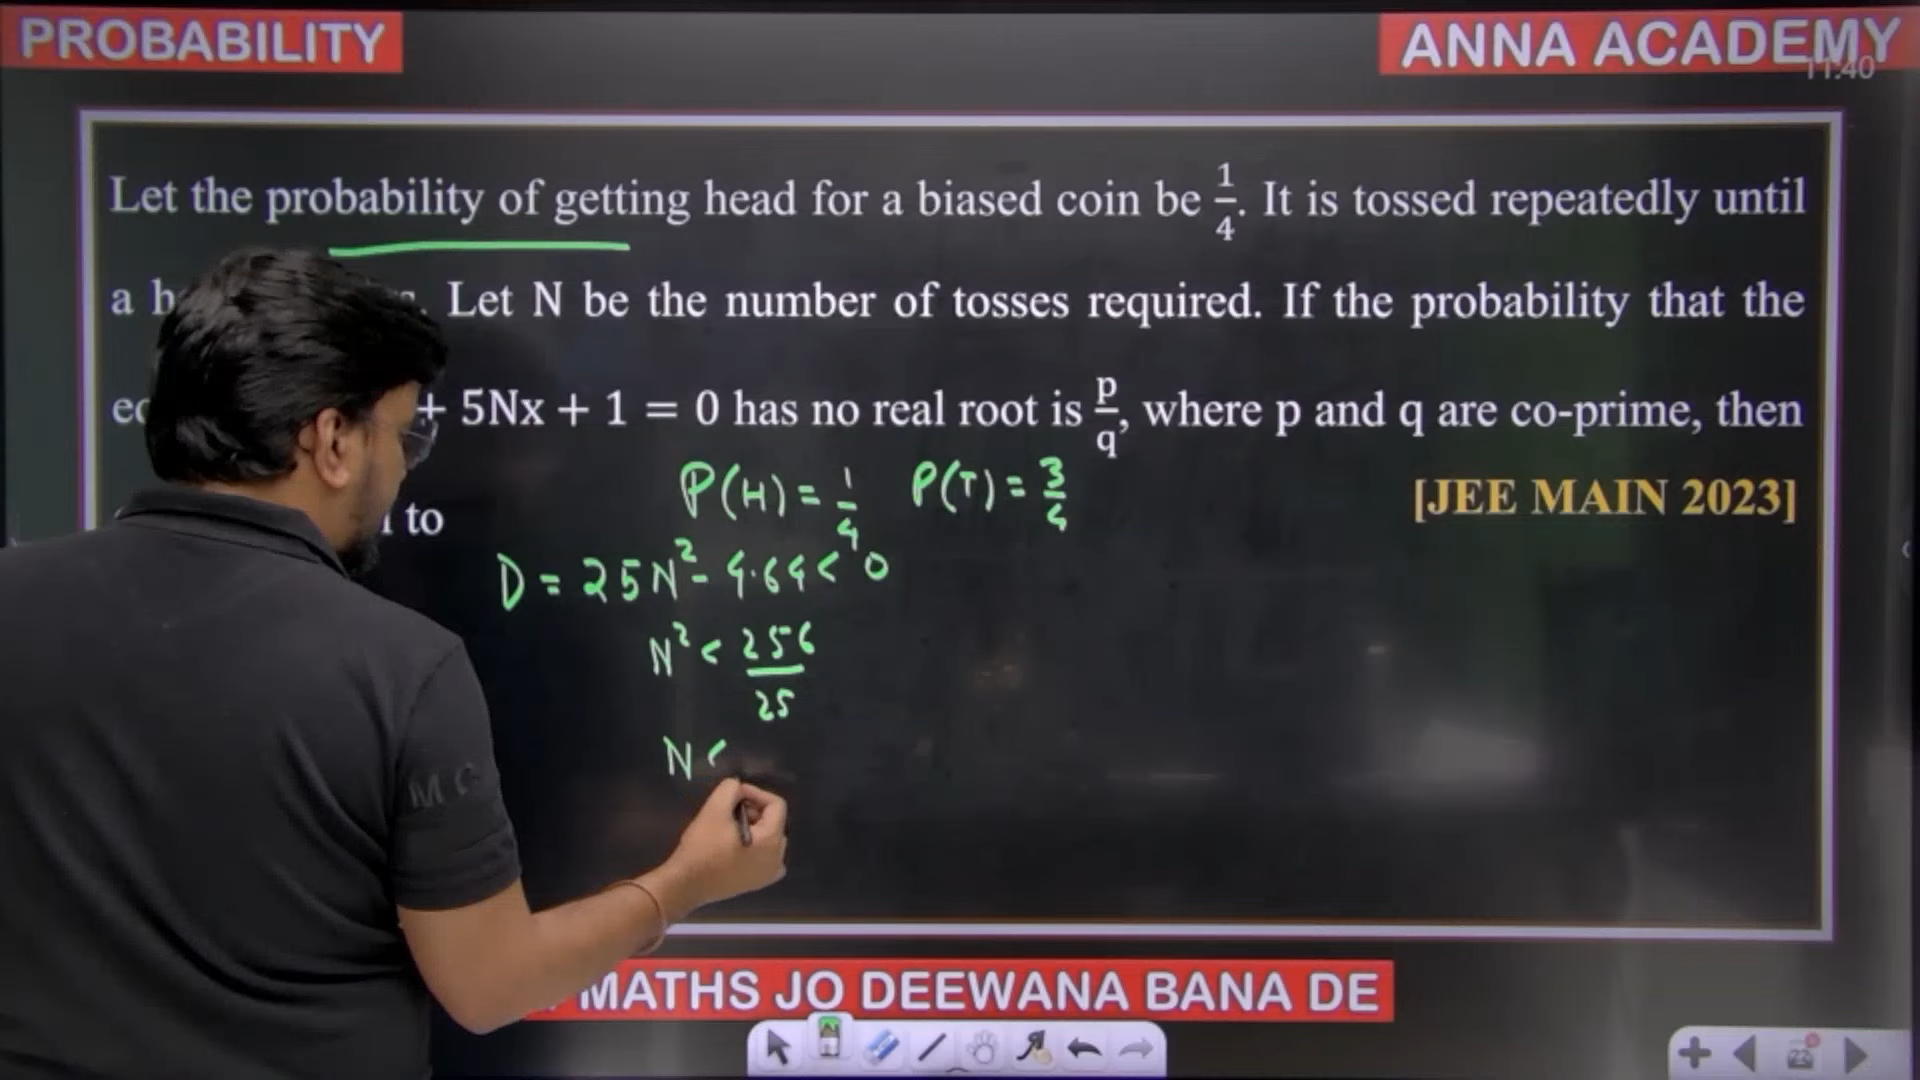 PROBABILITY
ANNA ACADEMY
11:40
Let the probability of getting head for a biased coin be 1/4. It is tossed repeatedly until
a . Let N be the number of tosses required. If the probability that the
+ 5Nx + 1 = 0 has no real root is p/q, where p and q are co-prime, then
to
[JEE MAIN 2023]
P(H) = 1/4 P(T) = 3/4
D = 25N² - 4·64 < 0
N² < 256/25
N <
MATHS JO DEEWANA BANA DE
22